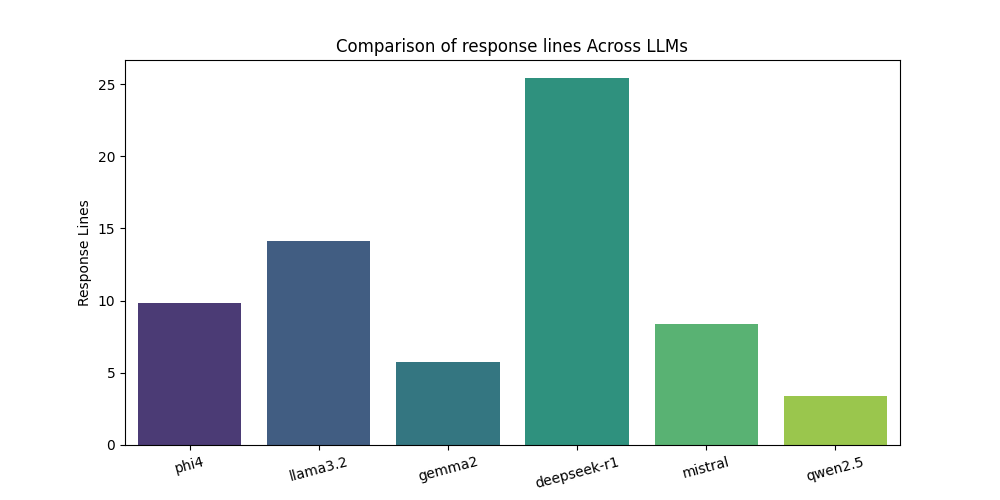 Comparison of response lines Across LLMs
Response Lines
25
20
15
10
5
0
phi4
llama3.2
gemma2
deepseek-r1
mistral
qwen2.5